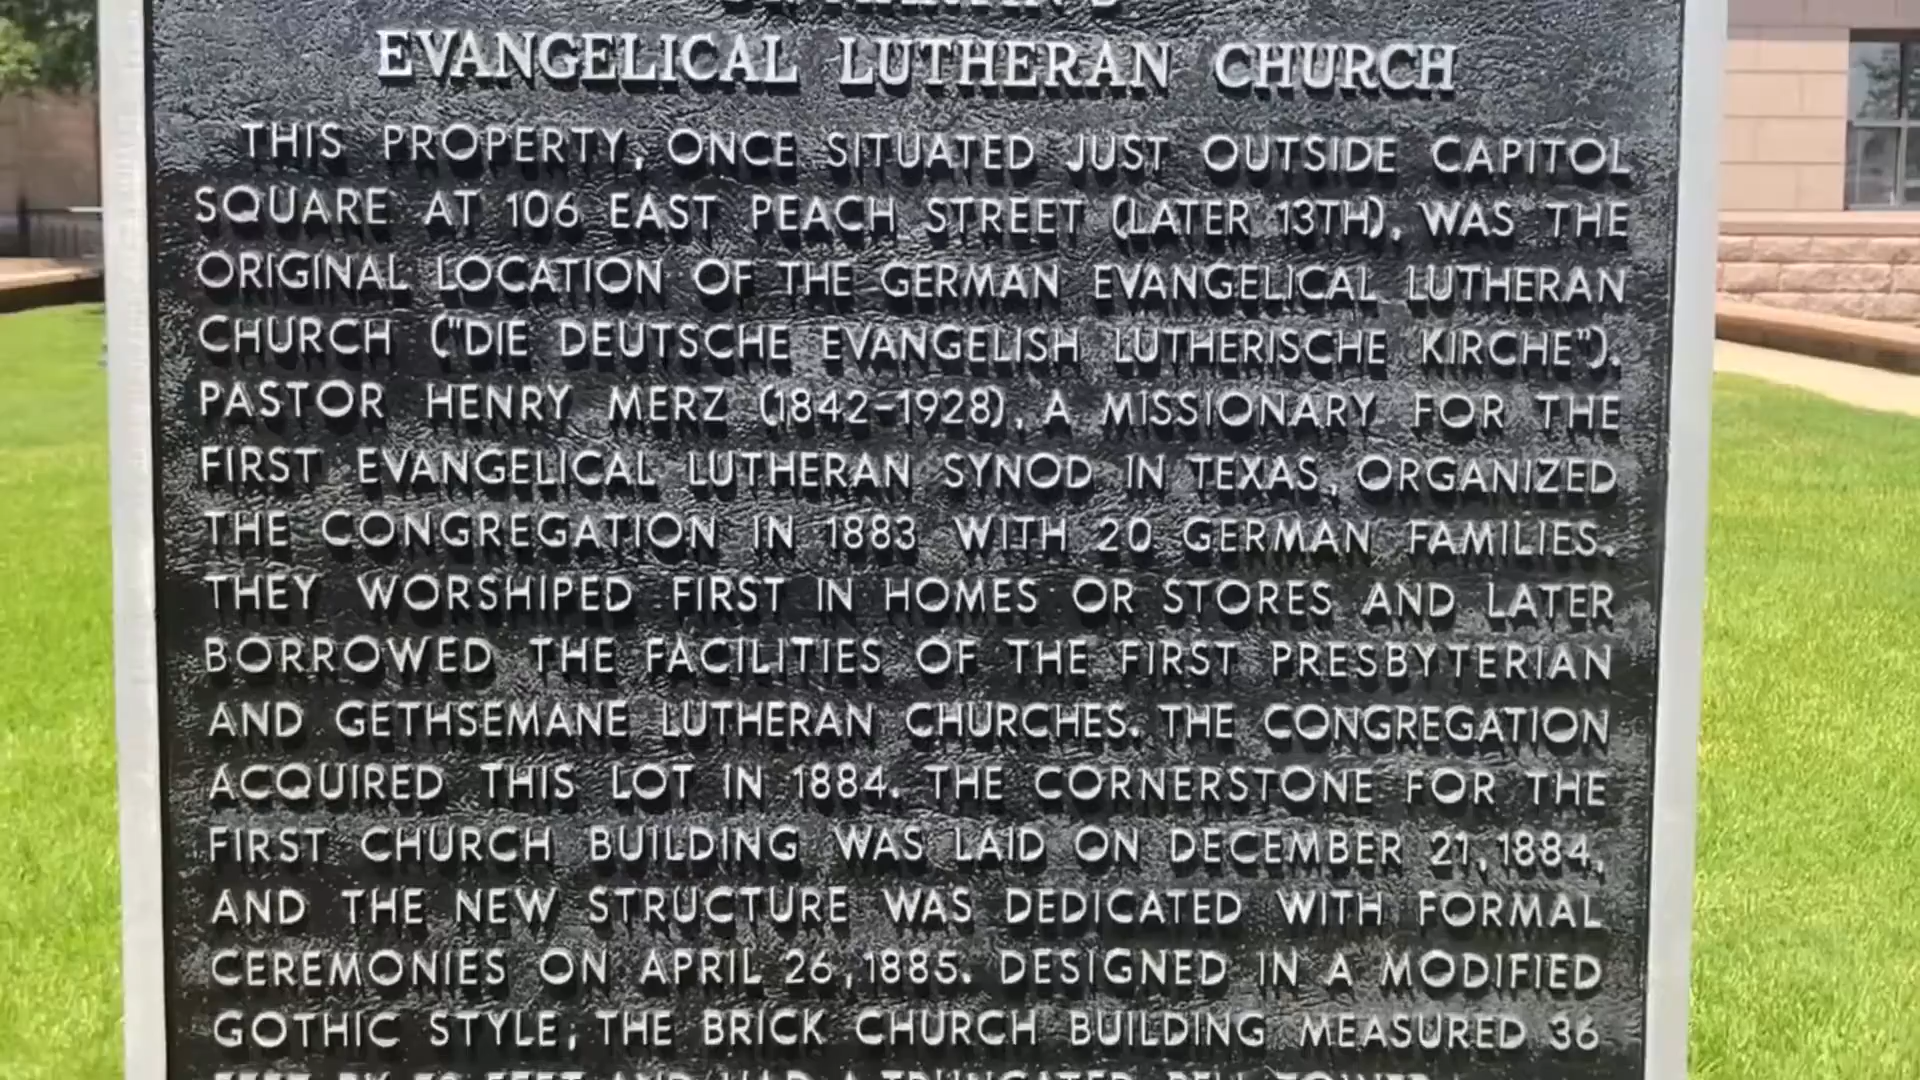 EVANGELICAL LUTHERAN CHURCH
THIS PROPERTY, ONCE SITUATED JUST OUTSIDE CAPITOL
SQUARE AT 106 EAST PEACH STREET (LATER 13TH), WAS THE
ORIGINAL LOCATION OF THE GERMAN EVANGELICAL LUTHERAN
CHURCH ("DIE DEUTSCHE EVANGELISH LUTHERISCHE KIRCHE").
PASTOR HENRY MERZ (1842-1928), A MISSIONARY FOR THE
FIRST EVANGELICAL LUTHERAN SYNOD IN TEXAS, ORGANIZED
THE CONGREGATION IN 1883 WITH 20 GERMAN FAMILIES.
THEY WORSHIPED FIRST IN HOMES OR STORES AND LATER
BORROWED THE FACILITIES OF THE FIRST PRESBYTERIAN
AND GETHSEMANE LUTHERAN CHURCHES. THE CONGREGATION
ACQUIRED THIS LOT IN 1884. THE CORNERSTONE FOR THE
FIRST CHURCH BUILDING WAS LAID ON DECEMBER 21, 1884,
AND THE NEW STRUCTURE WAS DEDICATED WITH FORMAL
CEREMONIES ON APRIL 26, 1885. DESIGNED IN A MODIFIED
GOTHIC STYLE, THE BRICK CHURCH BUILDING MEASURED 36